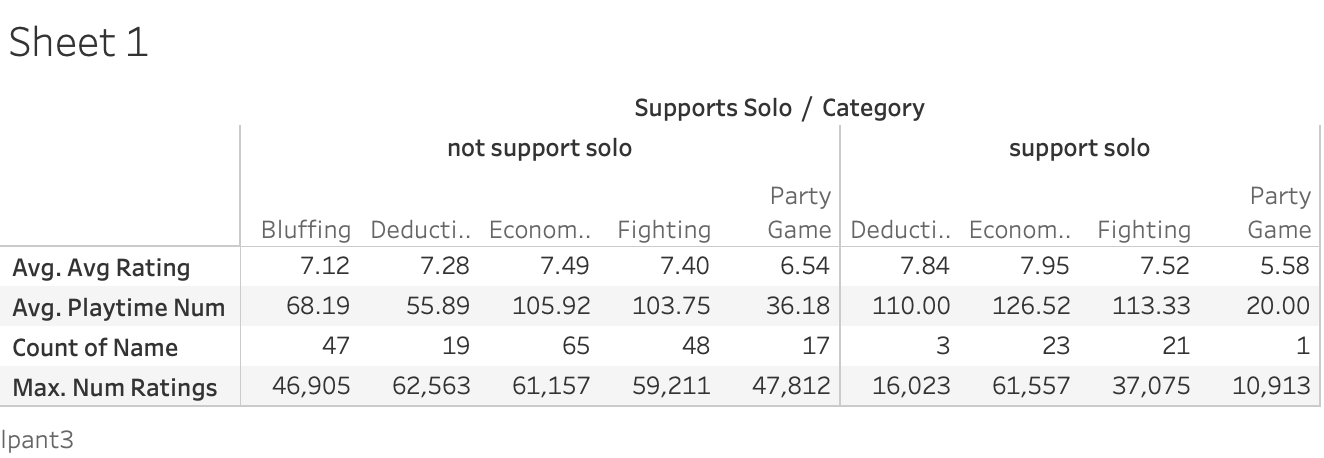 Sheet 1
Supports Solo / Category
not support solo support solo
Bluffing Deducti.. Econom.. Fighting Party Game Deducti.. Econom.. Fighting Party Game
Avg. Avg Rating 7.12 7.28 7.49 7.40 6.54 7.84 7.95 7.52 5.58
Avg. Playtime Num 68.19 55.89 105.92 103.75 36.18 110.00 126.52 113.33 20.00
Count of Name 47 19 65 48 17 3 23 21 1
Max. Num Ratings 46,905 62,563 61,157 59,211 47,812 16,023 61,557 37,075 10,913
lpant3